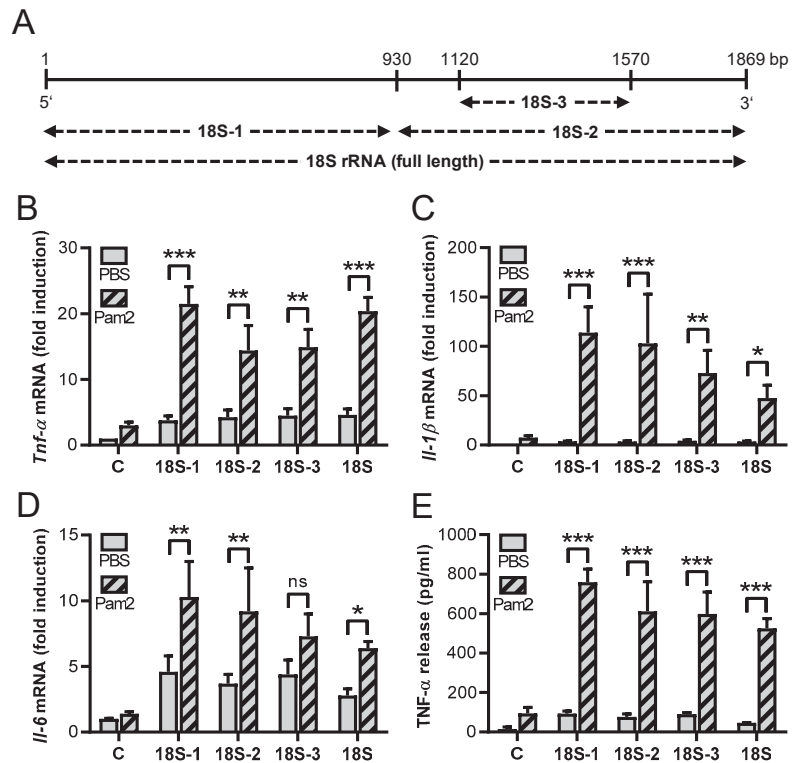 A
1 930 1120 1570 1869 bp
5‘ 18S-3 3‘
18S-1 18S-2
18S rRNA (full length)
B
Tnf-α mRNA (fold induction)
30
20
10
0
PBS
Pam2
*** ** ** ***
C 18S-1 18S-2 18S-3 18S
C
Il-1β mRNA (fold induction)
200
150
100
50
0
PBS
Pam2
*** *** ** *
C 18S-1 18S-2 18S-3 18S
D
Il-6 mRNA (fold induction)
15
10
5
0
PBS
Pam2
** ** ns *
C 18S-1 18S-2 18S-3 18S
E
TNF-α release (pg/ml)
1000
800
600
400
200
0
PBS
Pam2
*** *** *** ***
C 18S-1 18S-2 18S-3 18S